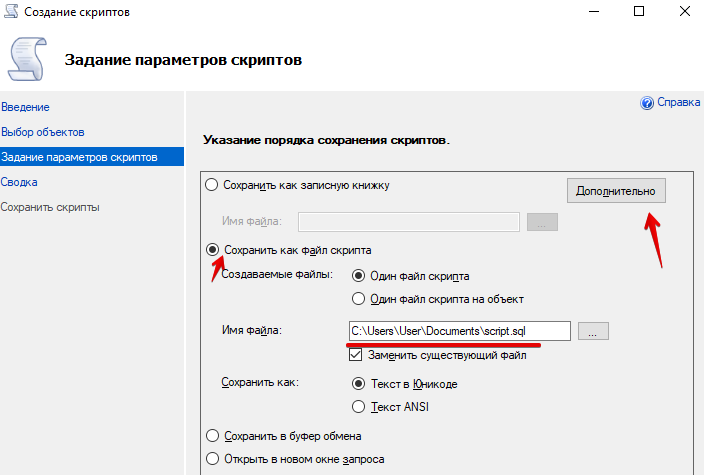 Создание скриптов
Задание параметров скриптов
Справка
Введение
Выбор объектов
Задание параметров скриптов
Сводка
Сохранить скрипты
Указание порядка сохранения скриптов.
Сохранить как записную книжку
Дополнительно
Имя файла:
...
Сохранить как файл скрипта
Создаваемые файлы:
Один файл скрипта
Один файл скрипта на объект
Имя файла:
C:\Users\User\Documents\script.sql
...
Заменить существующий файл
Сохранить как:
Текст в Юникоде
Текст ANSI
Сохранить в буфер обмена
Открыть в новом окне запроса